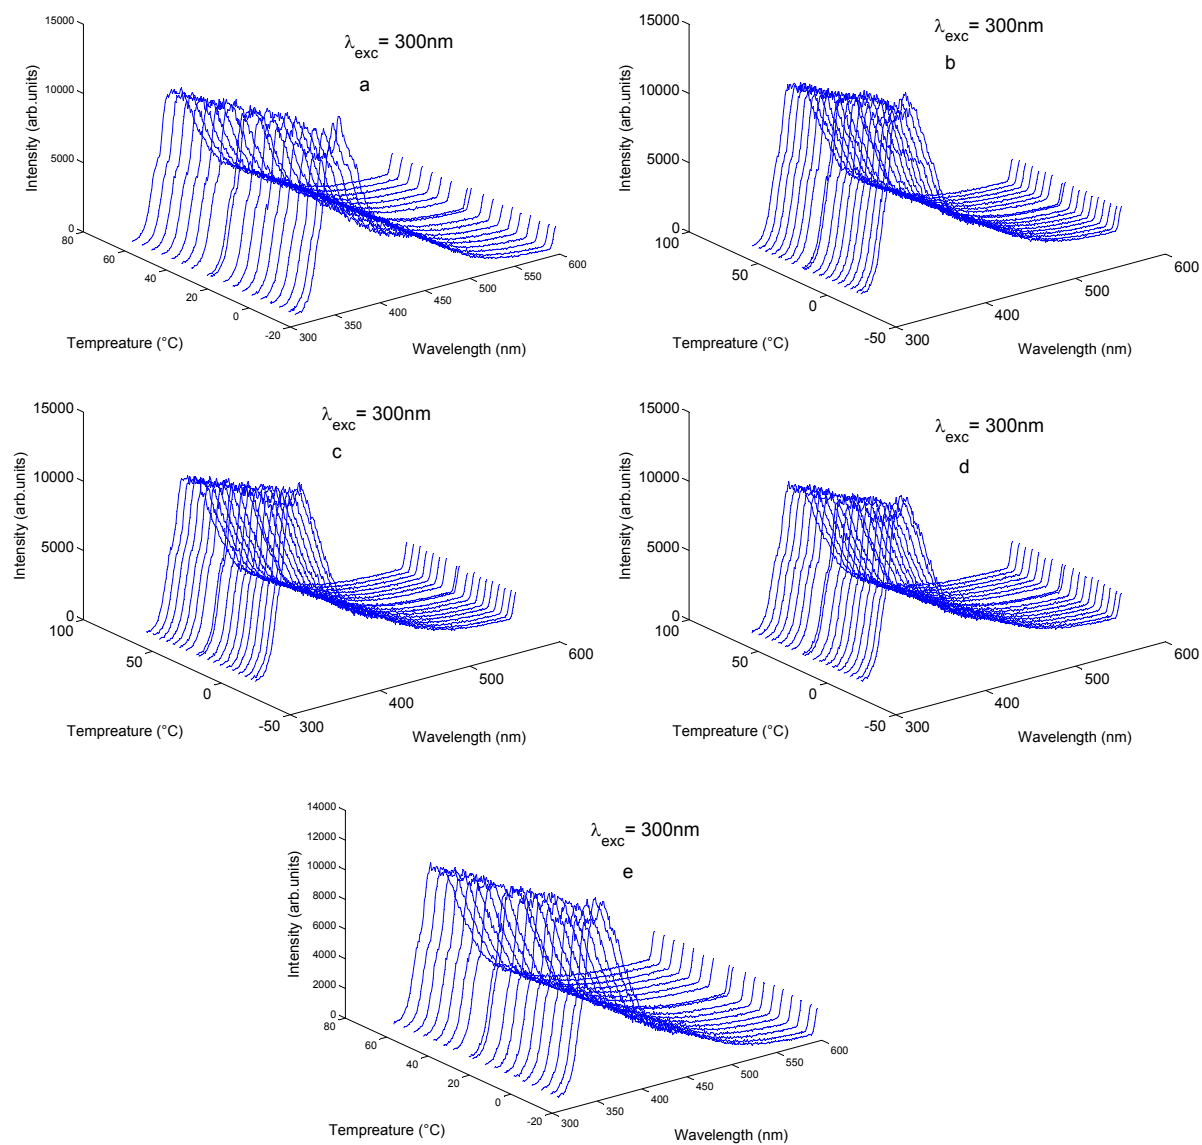 15000
10000
5000
0
Intensity (arb.units)
λexc= 300nm
a
80
60
40
20
0
-20
300
350
400
450
500
550
600
Tempreature (°C)
Wavelength (nm)
15000
10000
5000
0
Intensity (arb.units)
λexc= 300nm
b
100
50
0
-50
300
400
500
600
Tempreature (°C)
Wavelength (nm)
15000
10000
5000
0
Intensity (arb.units)
λexc= 300nm
c
100
50
0
-50
300
400
500
600
Tempreature (°C)
Wavelength (nm)
15000
10000
5000
0
Intensity (arb.units)
λexc= 300nm
d
100
50
0
-50
300
400
500
600
Tempreature (°C)
Wavelength (nm)
14000
12000
10000
8000
6000
4000
2000
0
Intensity (arb.units)
λexc= 300nm
e
80
60
40
20
0
-20
300
350
400
450
500
550
600
Tempreature (°C)
Wavelength (nm)